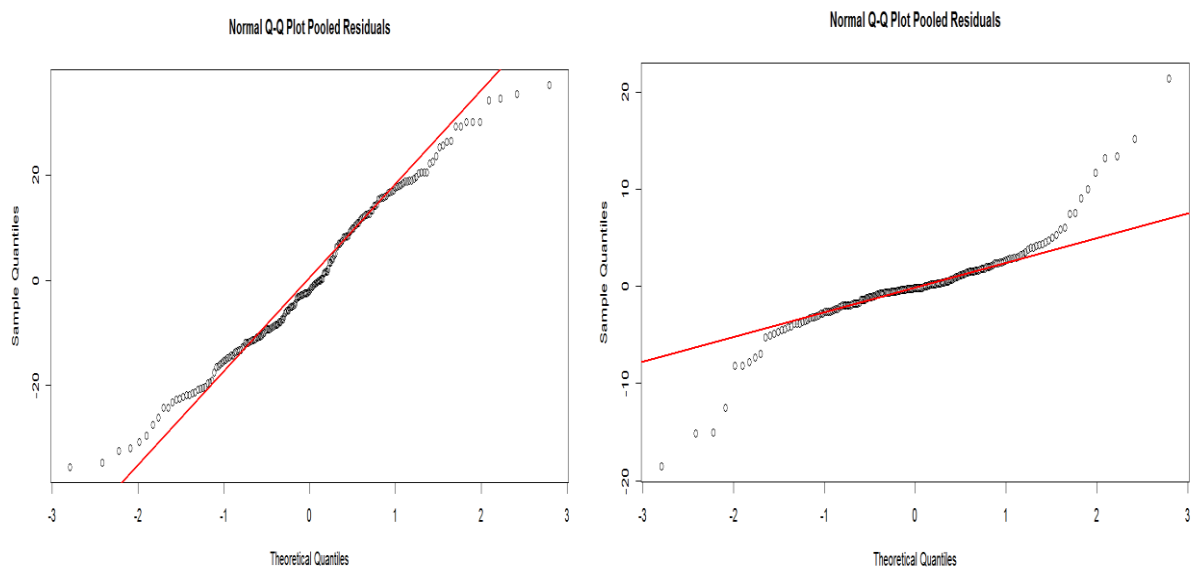 Normal Q-Q Plot Pooled Residuals
Sample Quantiles
20
0
-20
-3 -2 -1 0 1 2 3
Theoretical Quantiles
Normal Q-Q Plot Pooled Residuals
Sample Quantiles
20
10
0
-10
-20
-3 -2 -1 0 1 2 3
Theoretical Quantiles